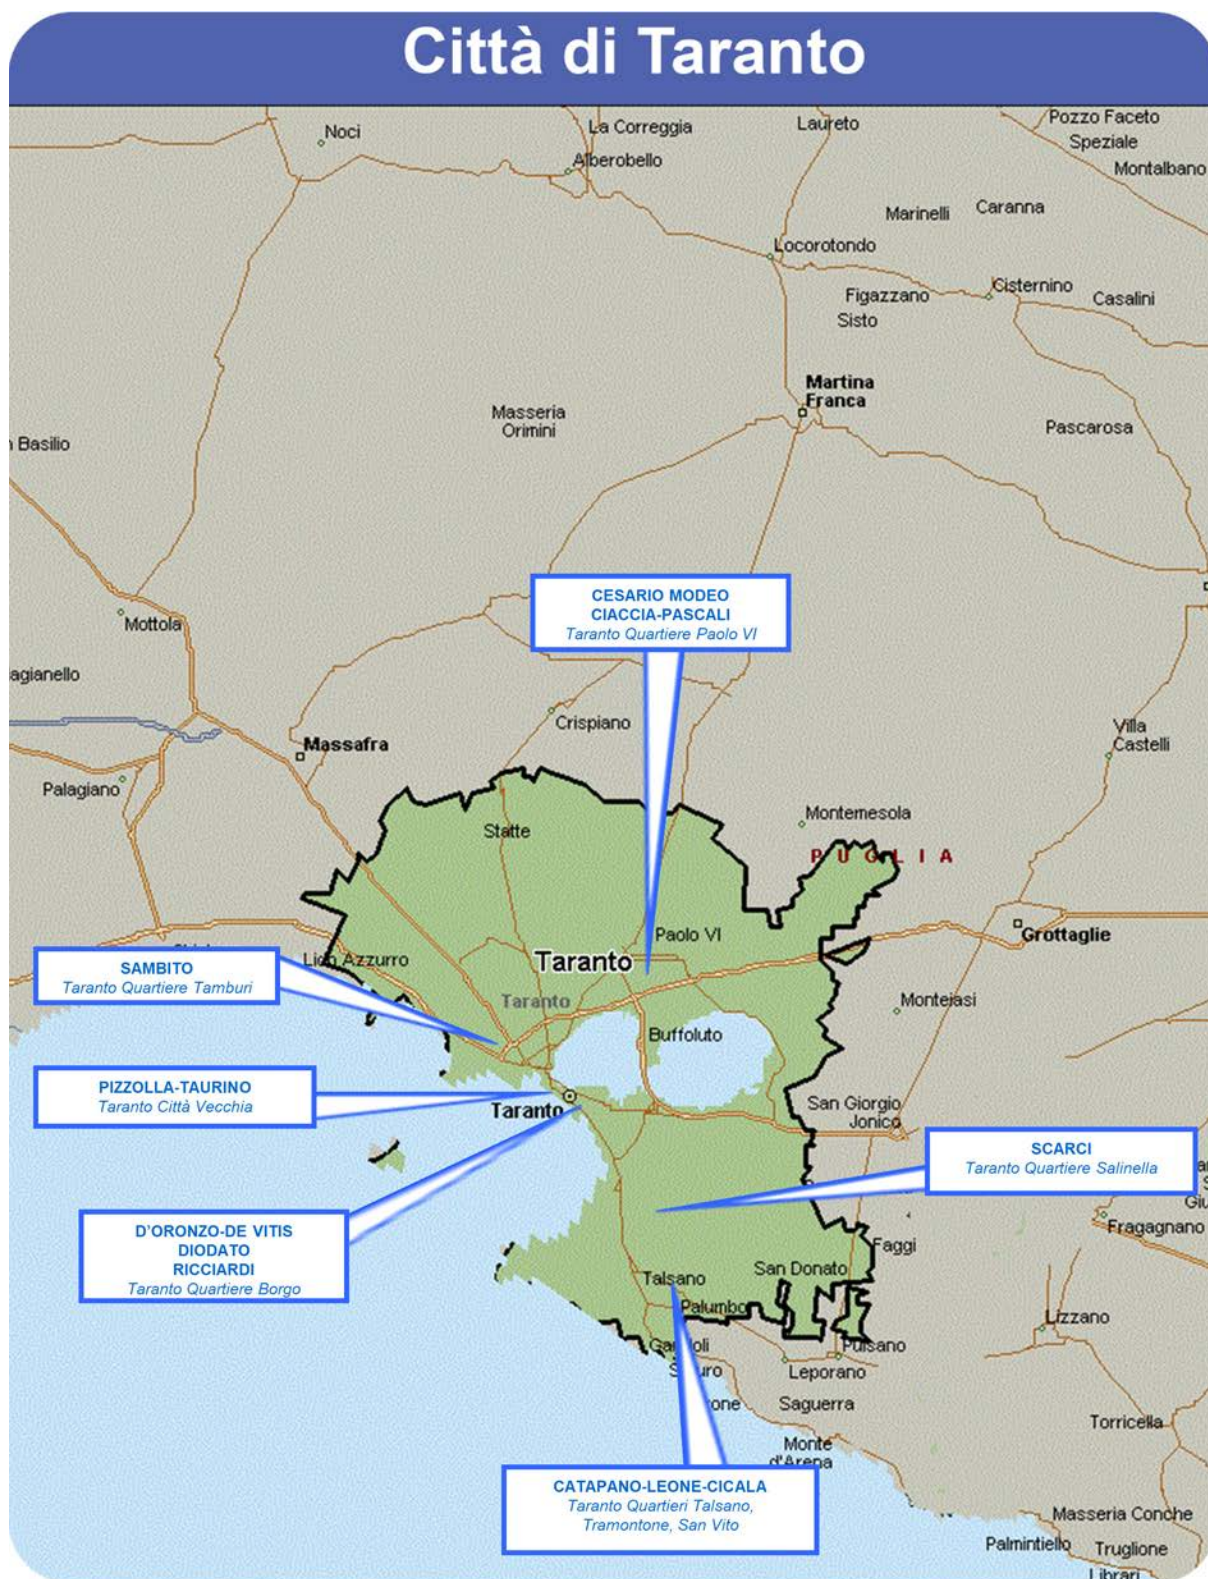 Città di Taranto
Noci
La Correggia
Alberobello
Laureto
Pozzo Faceto
Speziale
Montalbano
Marinelli
Caranna
Locorotondo
Figazzano
Sisto
Cisternino
Casalini
Martina
Franca
Masseria
Orimini
Pascarosa
Basilio
Mottola
CESARIO MODEO
CIACCIA-PASCALI
Taranto Quartiere Paolo VI
agianello
Crispiano
Massafra
Villa
Castelli
Palagiano
Statte
Montemesola
PUGLIA
Paolo VI
Grottaglie
Lido Azzurro
Taranto
SAMBITO
Taranto Quartiere Tamburi
Taranto
Monteiasi
Buffoluto
PIZZOLLA-TAURINO
Taranto Città Vecchia
Taranto
San Giorgio
Jonico
SCARCI
Taranto Quartiere Salinella
Fragagnano
D'ORONZO-DE VITIS
DIODATO
RICCIARDI
Taranto Quartiere Borgo
Faggi
Talsano
San Donato
Palumbo
Lizzano
Pulsano
Leporano
Saguerra
one
Torricella
Monte
d'Arena
CATAPANO-LEONE-CICALA
Taranto Quartieri Talsano,
Tramontone, San Vito
Masseria Conche
Palmintiello
Truglione
Librari